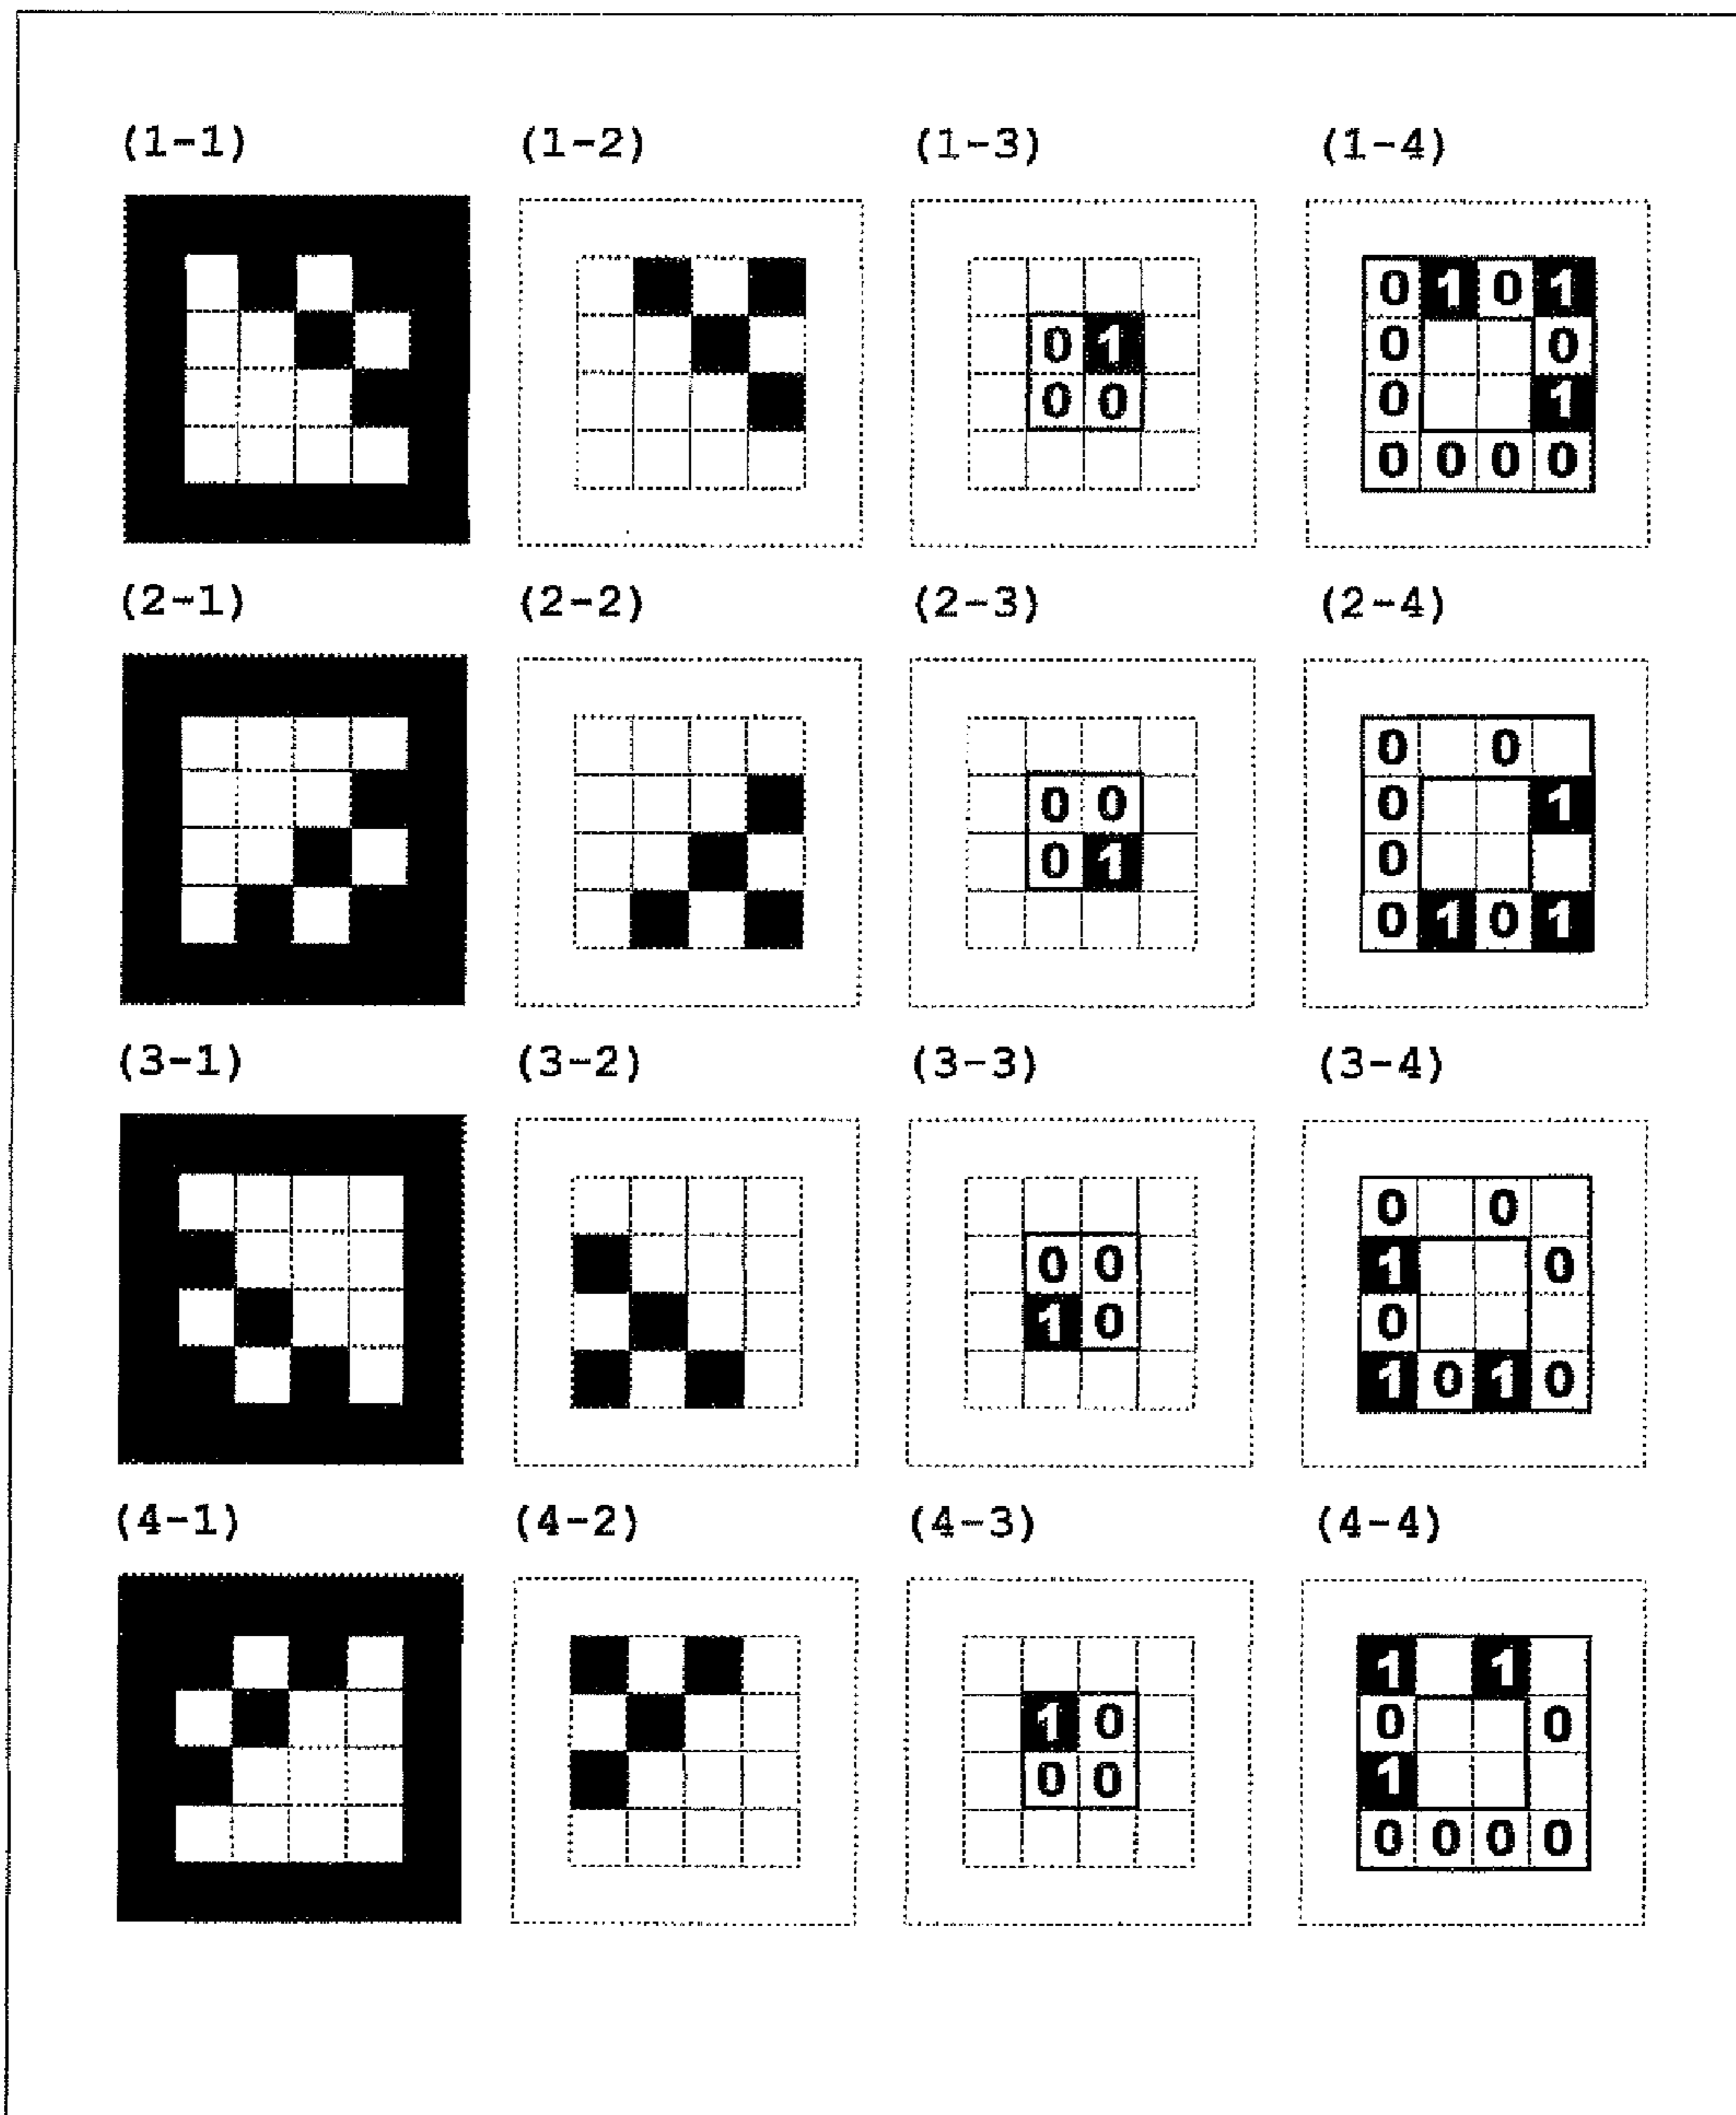 (1-1) (1-2) (1-3) (1-4)
0 1 0 1
0 1 0 0
0 0 0 1
0 0 0 0
(2-1) (2-2) (2-3) (2-4)
0 0
0 0 0 1
0 1 0
0 1 0 1
(3-1) (3-2) (3-3) (3-4)
0 0
0 0 1 0
1 0 0
1 0 1 0
(4-1) (4-2) (4-3) (4-4)
1 1
1 0 0 0
0 0 1
0 0 0 0